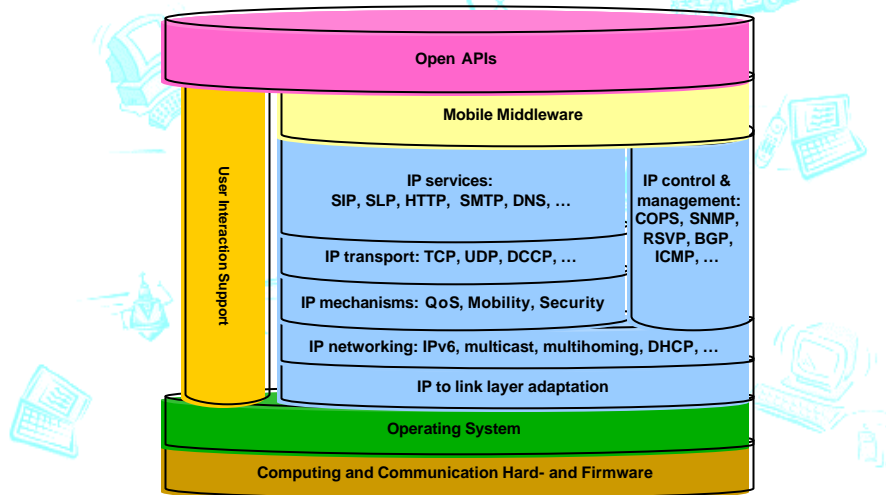 Open APIs
Mobile Middleware
User Interaction Support
IP services:
SIP, SLP, HTTP, SMTP, DNS, …
IP control &
management:
COPS, SNMP,
RSVP, BGP,
ICMP, …
IP transport: TCP, UDP, DCCP, …
IP mechanisms: QoS, Mobility, Security
IP networking: IPv6, multicast, multihoming, DHCP, …
IP to link layer adaptation
Operating System
Computing and Communication Hard- and Firmware